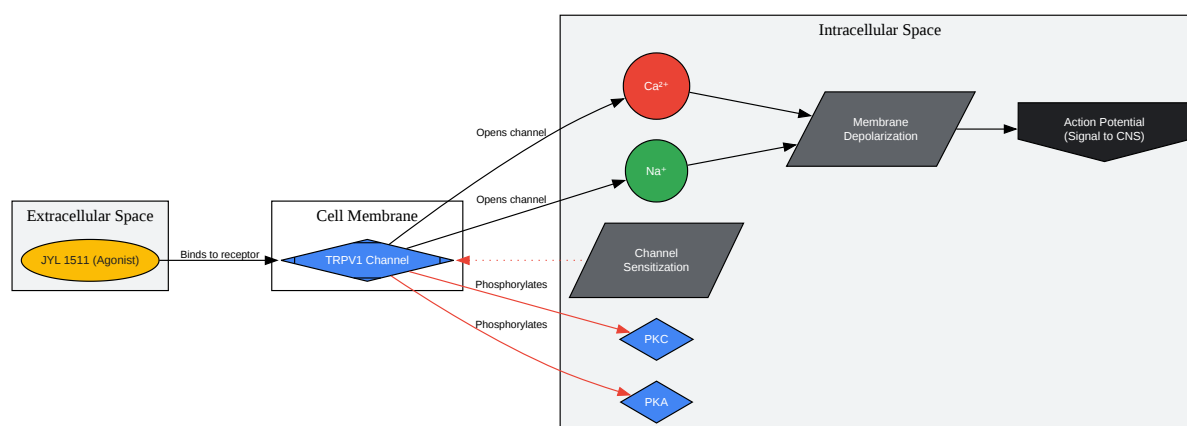 Intracellular Space
Ca²⁺
Membrane
Depolarization
Action Potential
(Signal to CNS)
Opens channel
Na⁺
Opens channel
Extracellular Space
Cell Membrane
JYL 1511 (Agonist)
Binds to receptor
TRPV1 Channel
Channel
Sensitization
Phosphorylates
Phosphorylates
PKC
PKA